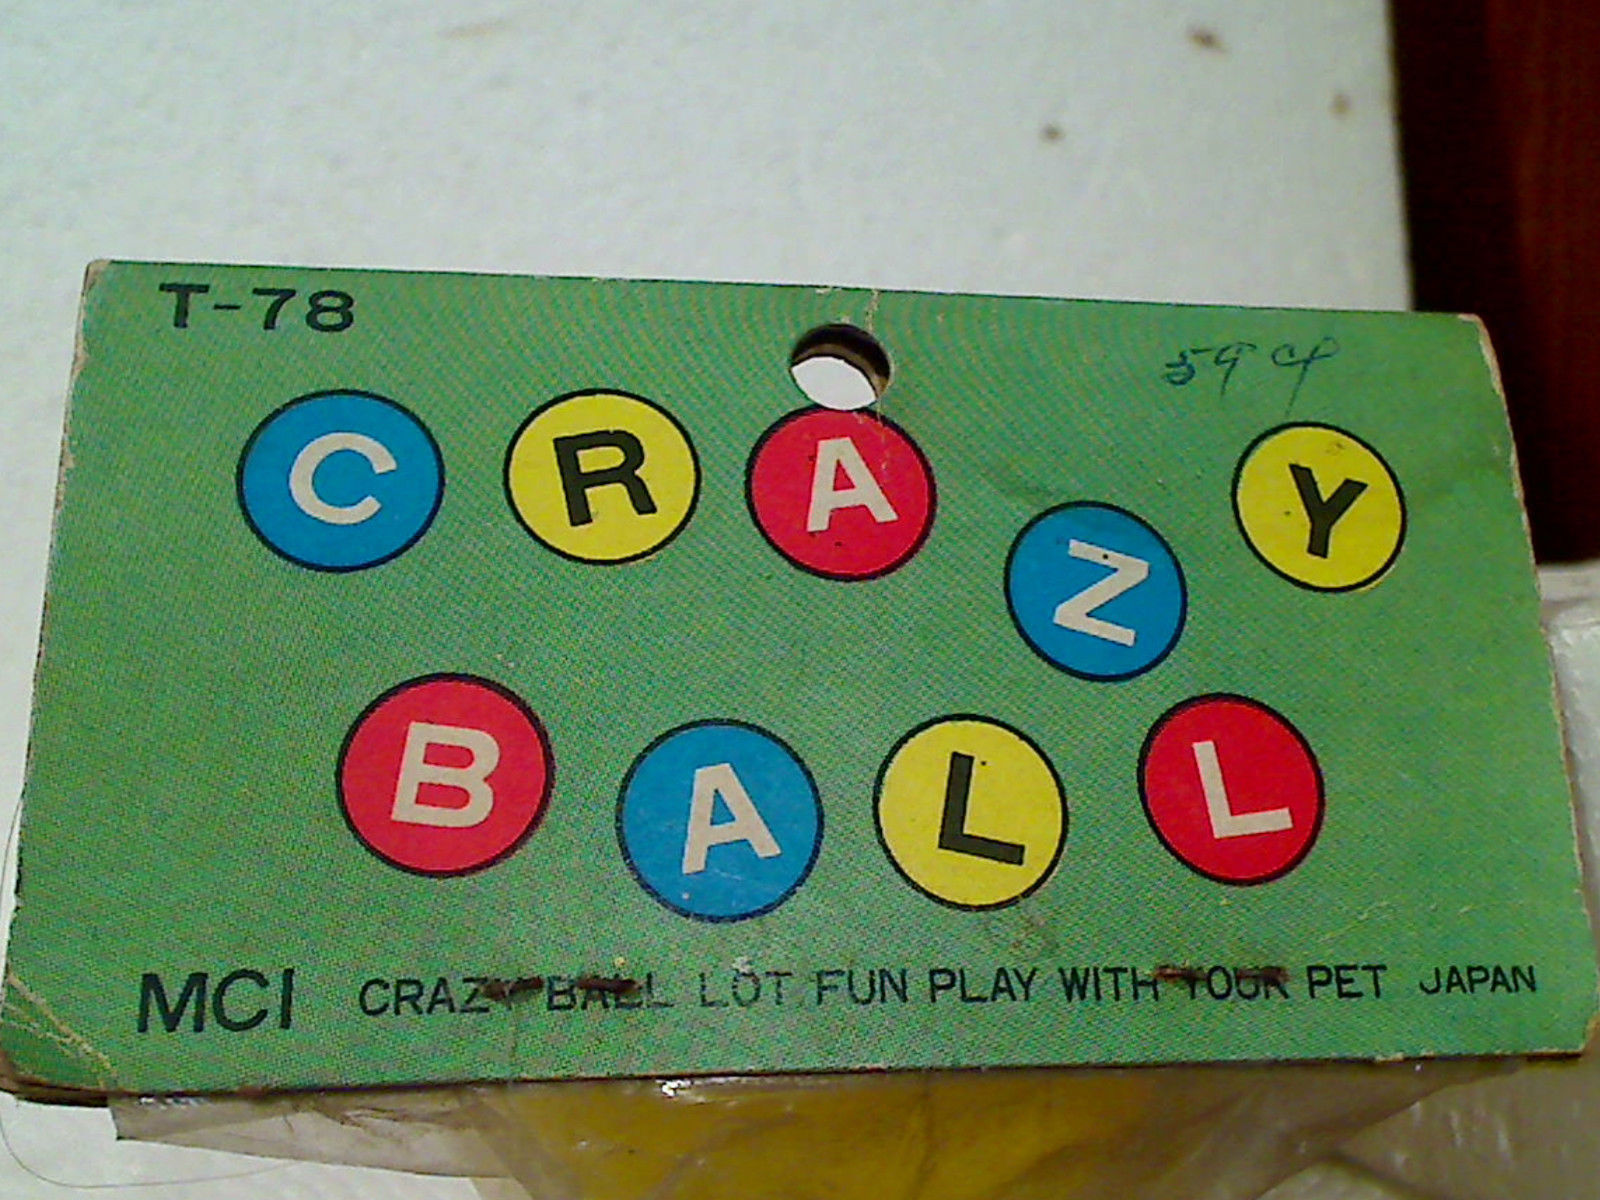 T-78
59 ¢
CRAZY
BALL
MCI CRAZY BALL LOT FUN PLAY WITH YOUR PET JAPAN